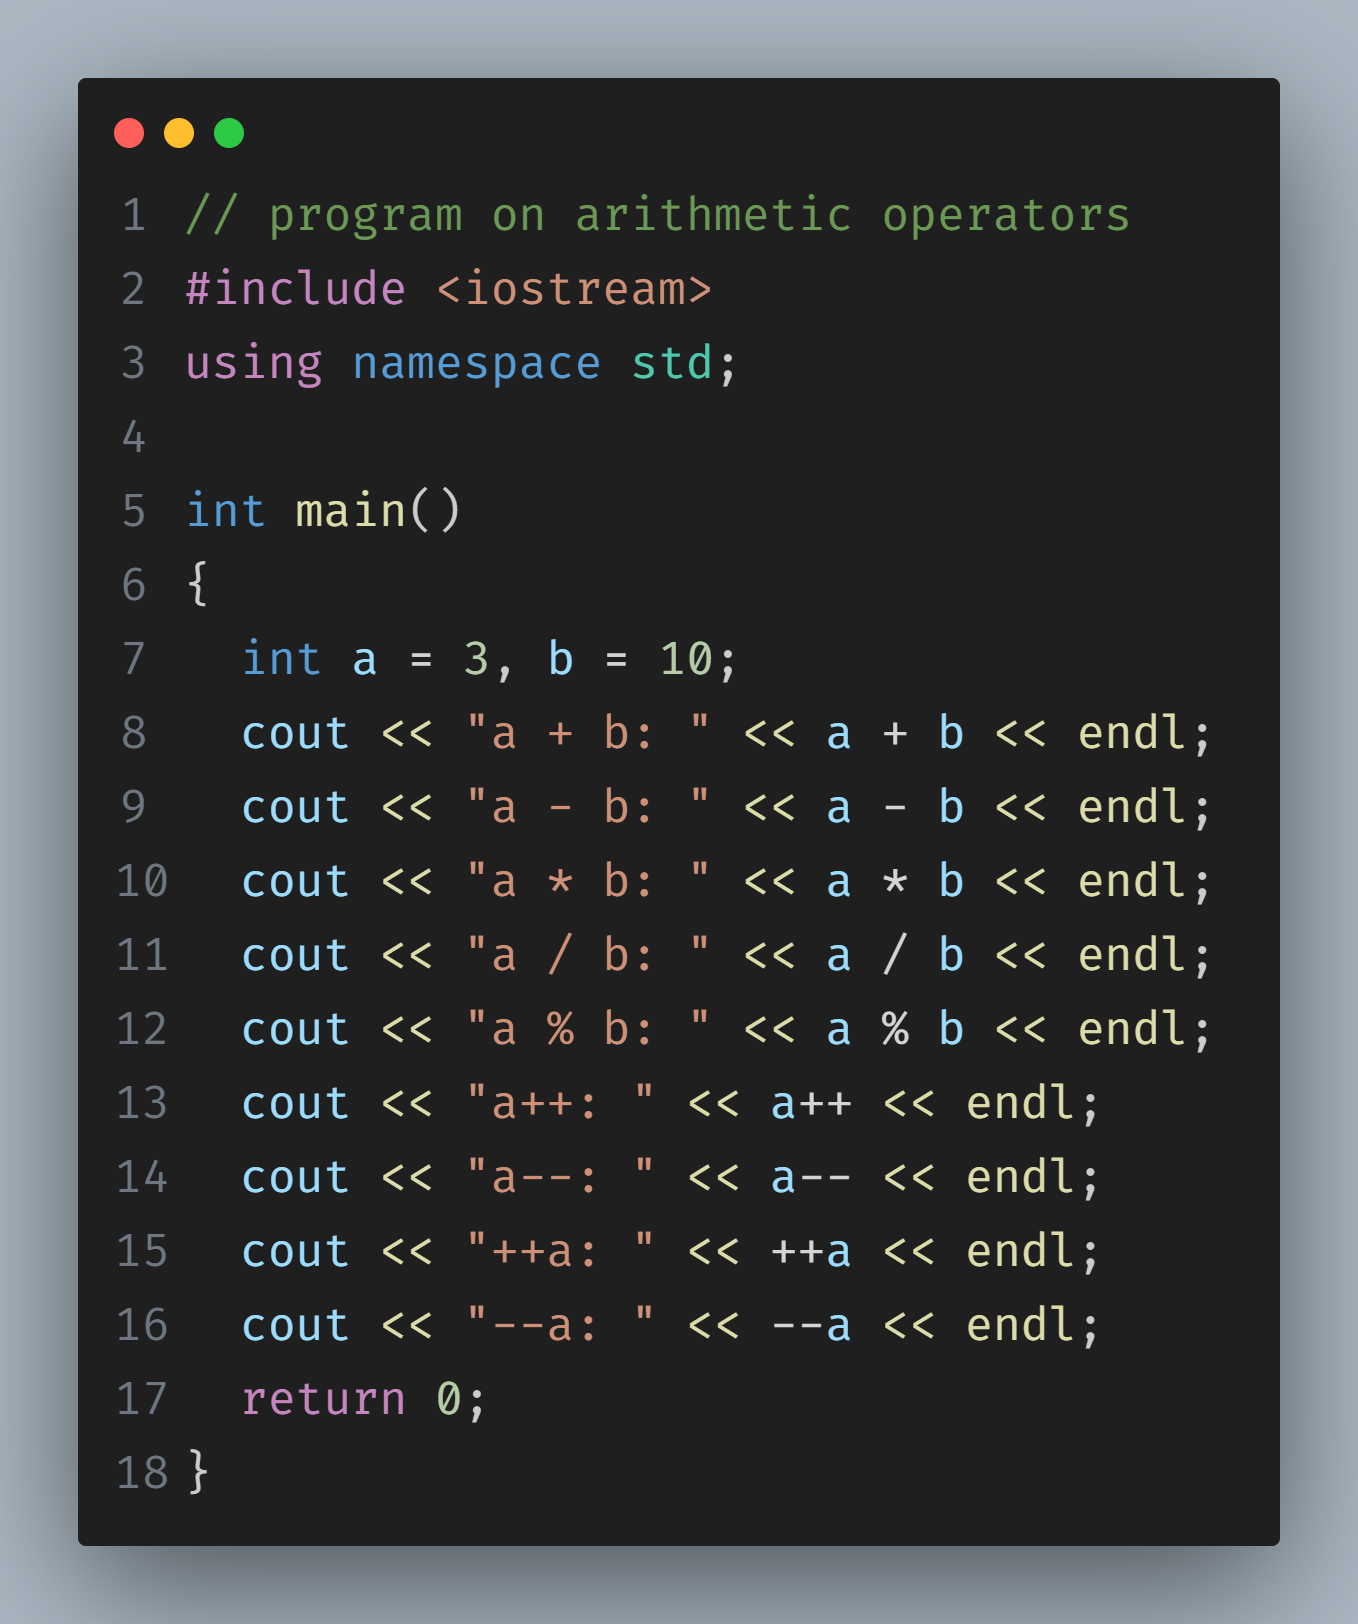 1 // program on arithmetic operators
2 #include <iostream>
3 using namespace std;
4
5 int main()
6 {
7   int a = 3, b = 10;
8   cout << "a + b: " << a + b << endl;
9   cout << "a - b: " << a - b << endl;
10   cout << "a * b: " << a * b << endl;
11   cout << "a / b: " << a / b << endl;
12   cout << "a % b: " << a % b << endl;
13   cout << "a++: " << a++ << endl;
14   cout << "a--: " << a-- << endl;
15   cout << "++a: " << ++a << endl;
16   cout << "--a: " << --a << endl;
17   return 0;
18 }